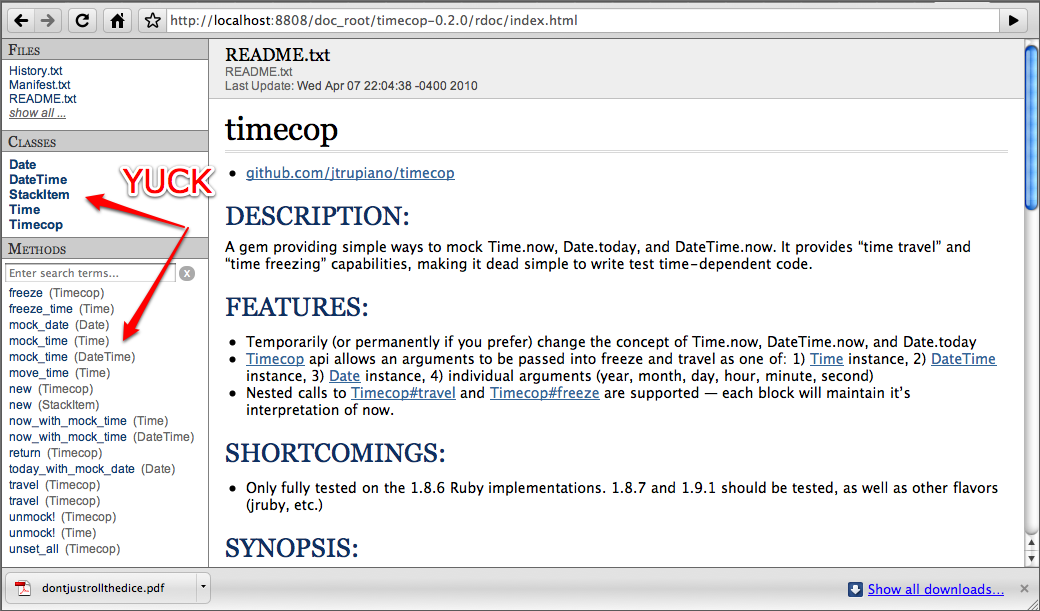 http://localhost:8808/doc_root/timecop-0.2.0/rdoc/index.html
Files
History.txt
Manifest.txt
README.txt
show all ...
Classes
Date
DateTime
StackItem
Time
Timecop
YUCK
Methods
Enter search terms...
freeze (Timecop)
freeze_time (Time)
mock_date (Date)
mock_time (Time)
mock_time (DateTime)
move_time (Time)
new (Timecop)
new (StackItem)
now_with_mock_time (Time)
now_with_mock_time (DateTime)
return (Timecop)
today_with_mock_date (Date)
travel (Timecop)
travel (Timecop)
unmock! (Timecop)
unmock! (Time)
unset_all (Timecop)
README.txt
README.txt
Last Update: Wed Apr 07 22:04:38 -0400 2010
timecop
• github.com/jtrupiano/timecop
DESCRIPTION:
A gem providing simple ways to mock Time.now, Date.today, and DateTime.now. It provides “time travel” and
“time freezing” capabilities, making it dead simple to write test time-dependent code.
FEATURES:
• Temporarily (or permanently if you prefer) change the concept of Time.now, DateTime.now, and Date.today
• Timecop api allows an arguments to be passed into freeze and travel as one of: 1) Time instance, 2) DateTime
instance, 3) Date instance, 4) individual arguments (year, month, day, hour, minute, second)
• Nested calls to Timecop#travel and Timecop#freeze are supported — each block will maintain it’s
interpretation of now.
SHORTCOMINGS:
• Only fully tested on the 1.8.6 Ruby implementations. 1.8.7 and 1.9.1 should be tested, as well as other flavors
(jruby, etc.)
SYNOPSIS:
dontjustrollthedice.pdf
Show all downloads...